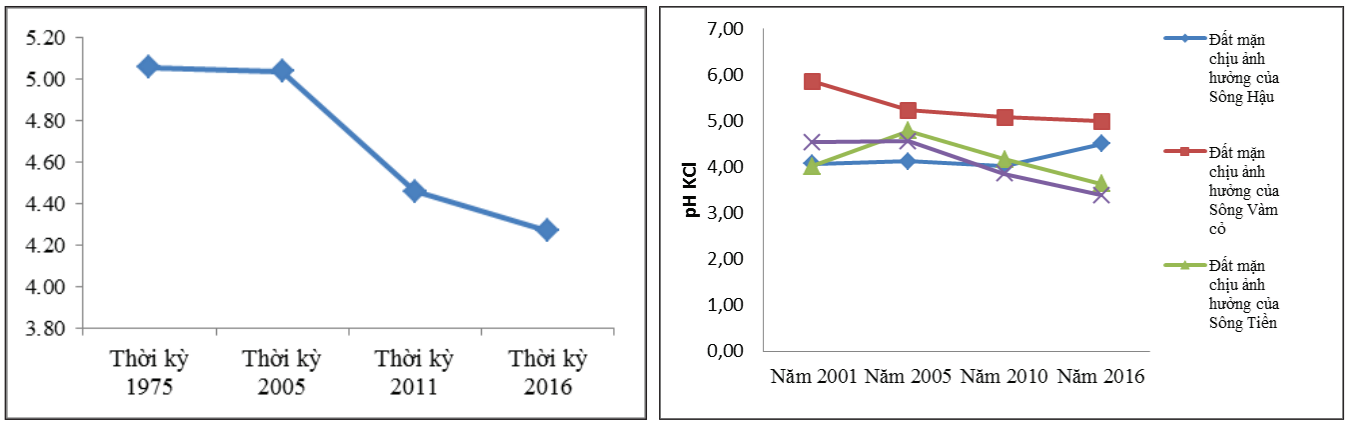 5.20
5.00
4.80
4.60
4.40
4.20
4.00
3.80
Thời kỳ
1975
Thời kỳ
2005
Thời kỳ
2011
Thời kỳ
2016
pH KCl
7,00
6,00
5,00
4,00
3,00
2,00
1,00
0,00
Năm 2001 Năm 2005 Năm 2010 Năm 2016
Đất mặn
chịu ảnh
hưởng của
Sông Hậu
Đất mặn
chịu ảnh
hưởng của
Sông Vàm
cỏ
Đất mặn
chịu ảnh
hưởng của
Sông Tiền